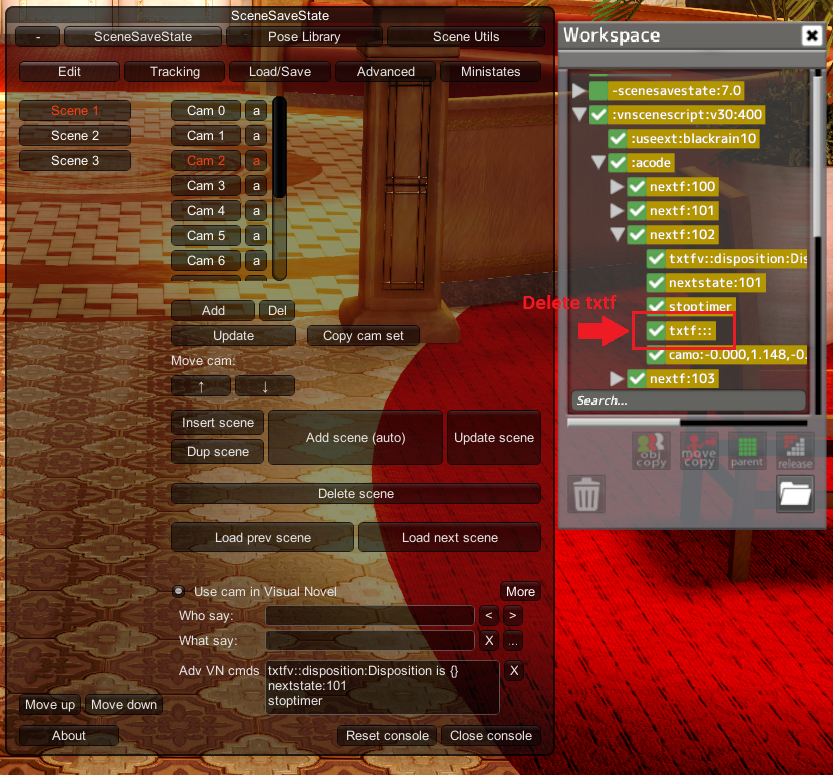 SceneSaveState
-
SceneSaveState
Pose Library
Scene Utils
Edit
Tracking
Load/Save
Advanced
Ministates
Scene 1
Scene 2
Scene 3
Cam 0 a
Cam 1 a
Cam 2 a
Cam 3 a
Cam 4 a
Cam 5 a
Cam 6 a
Add
Del
Update
Copy cam set
Move cam:
↑
↓
Insert scene
Dup scene
Add scene (auto)
Update scene
Delete scene
Load prev scene
Load next scene
Use cam in Visual Novel
More
Who say:
<
>
What say:
X
...
Adv VN cmds
txtfv::disposition:Disposition is {}
nextstate:101
stoptimer
X
Move up
Move down
About
Reset console
Close console
Workspace
-scenesavestate:7.0
:vnscenescript:v30:400
:useext:blackrain10
:acode
nextf:100
nextf:101
nextf:102
txtfv::disposition:Dis
nextstate:101
stoptimer
Delete txtf
txtf:::
camo:-0.000,1.148,-0.
nextf:103
Search...
obj copy
move copy
parent
release